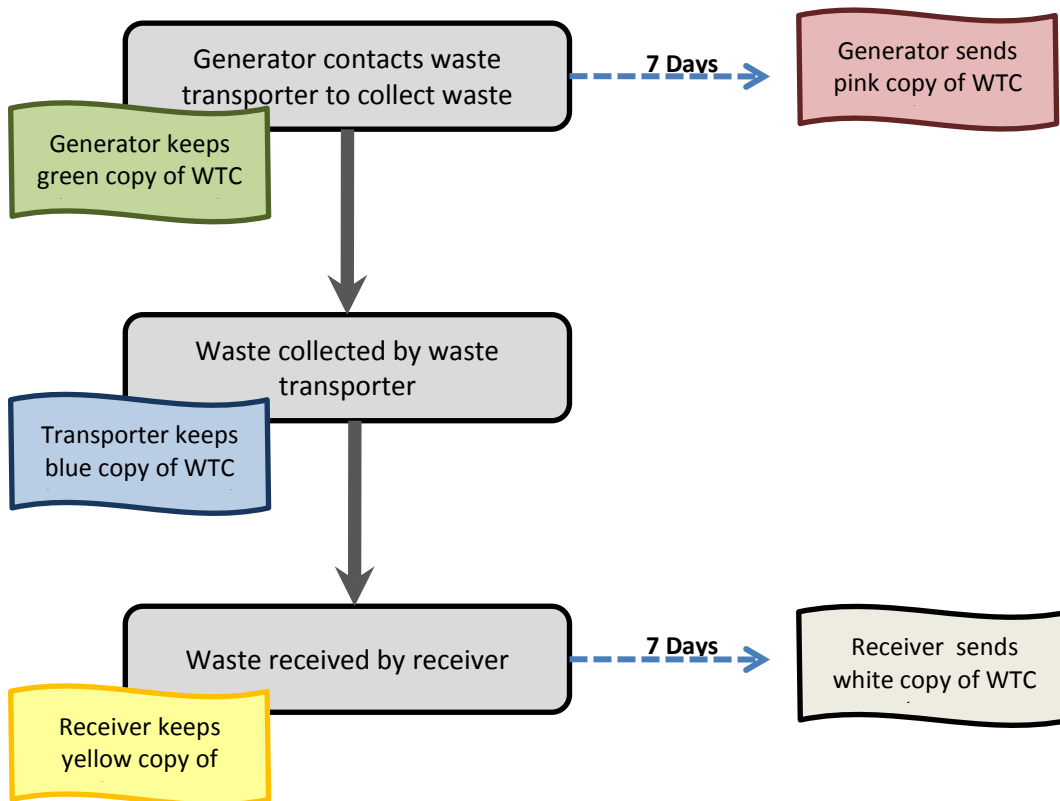 Generator contacts waste
transporter to collect waste
7 Days
Generator sends
pink copy of WTC
Generator keeps
green copy of WTC
Waste collected by waste
transporter
Transporter keeps
blue copy of WTC
Waste received by receiver
7 Days
Receiver sends
white copy of WTC
Receiver keeps
yellow copy of